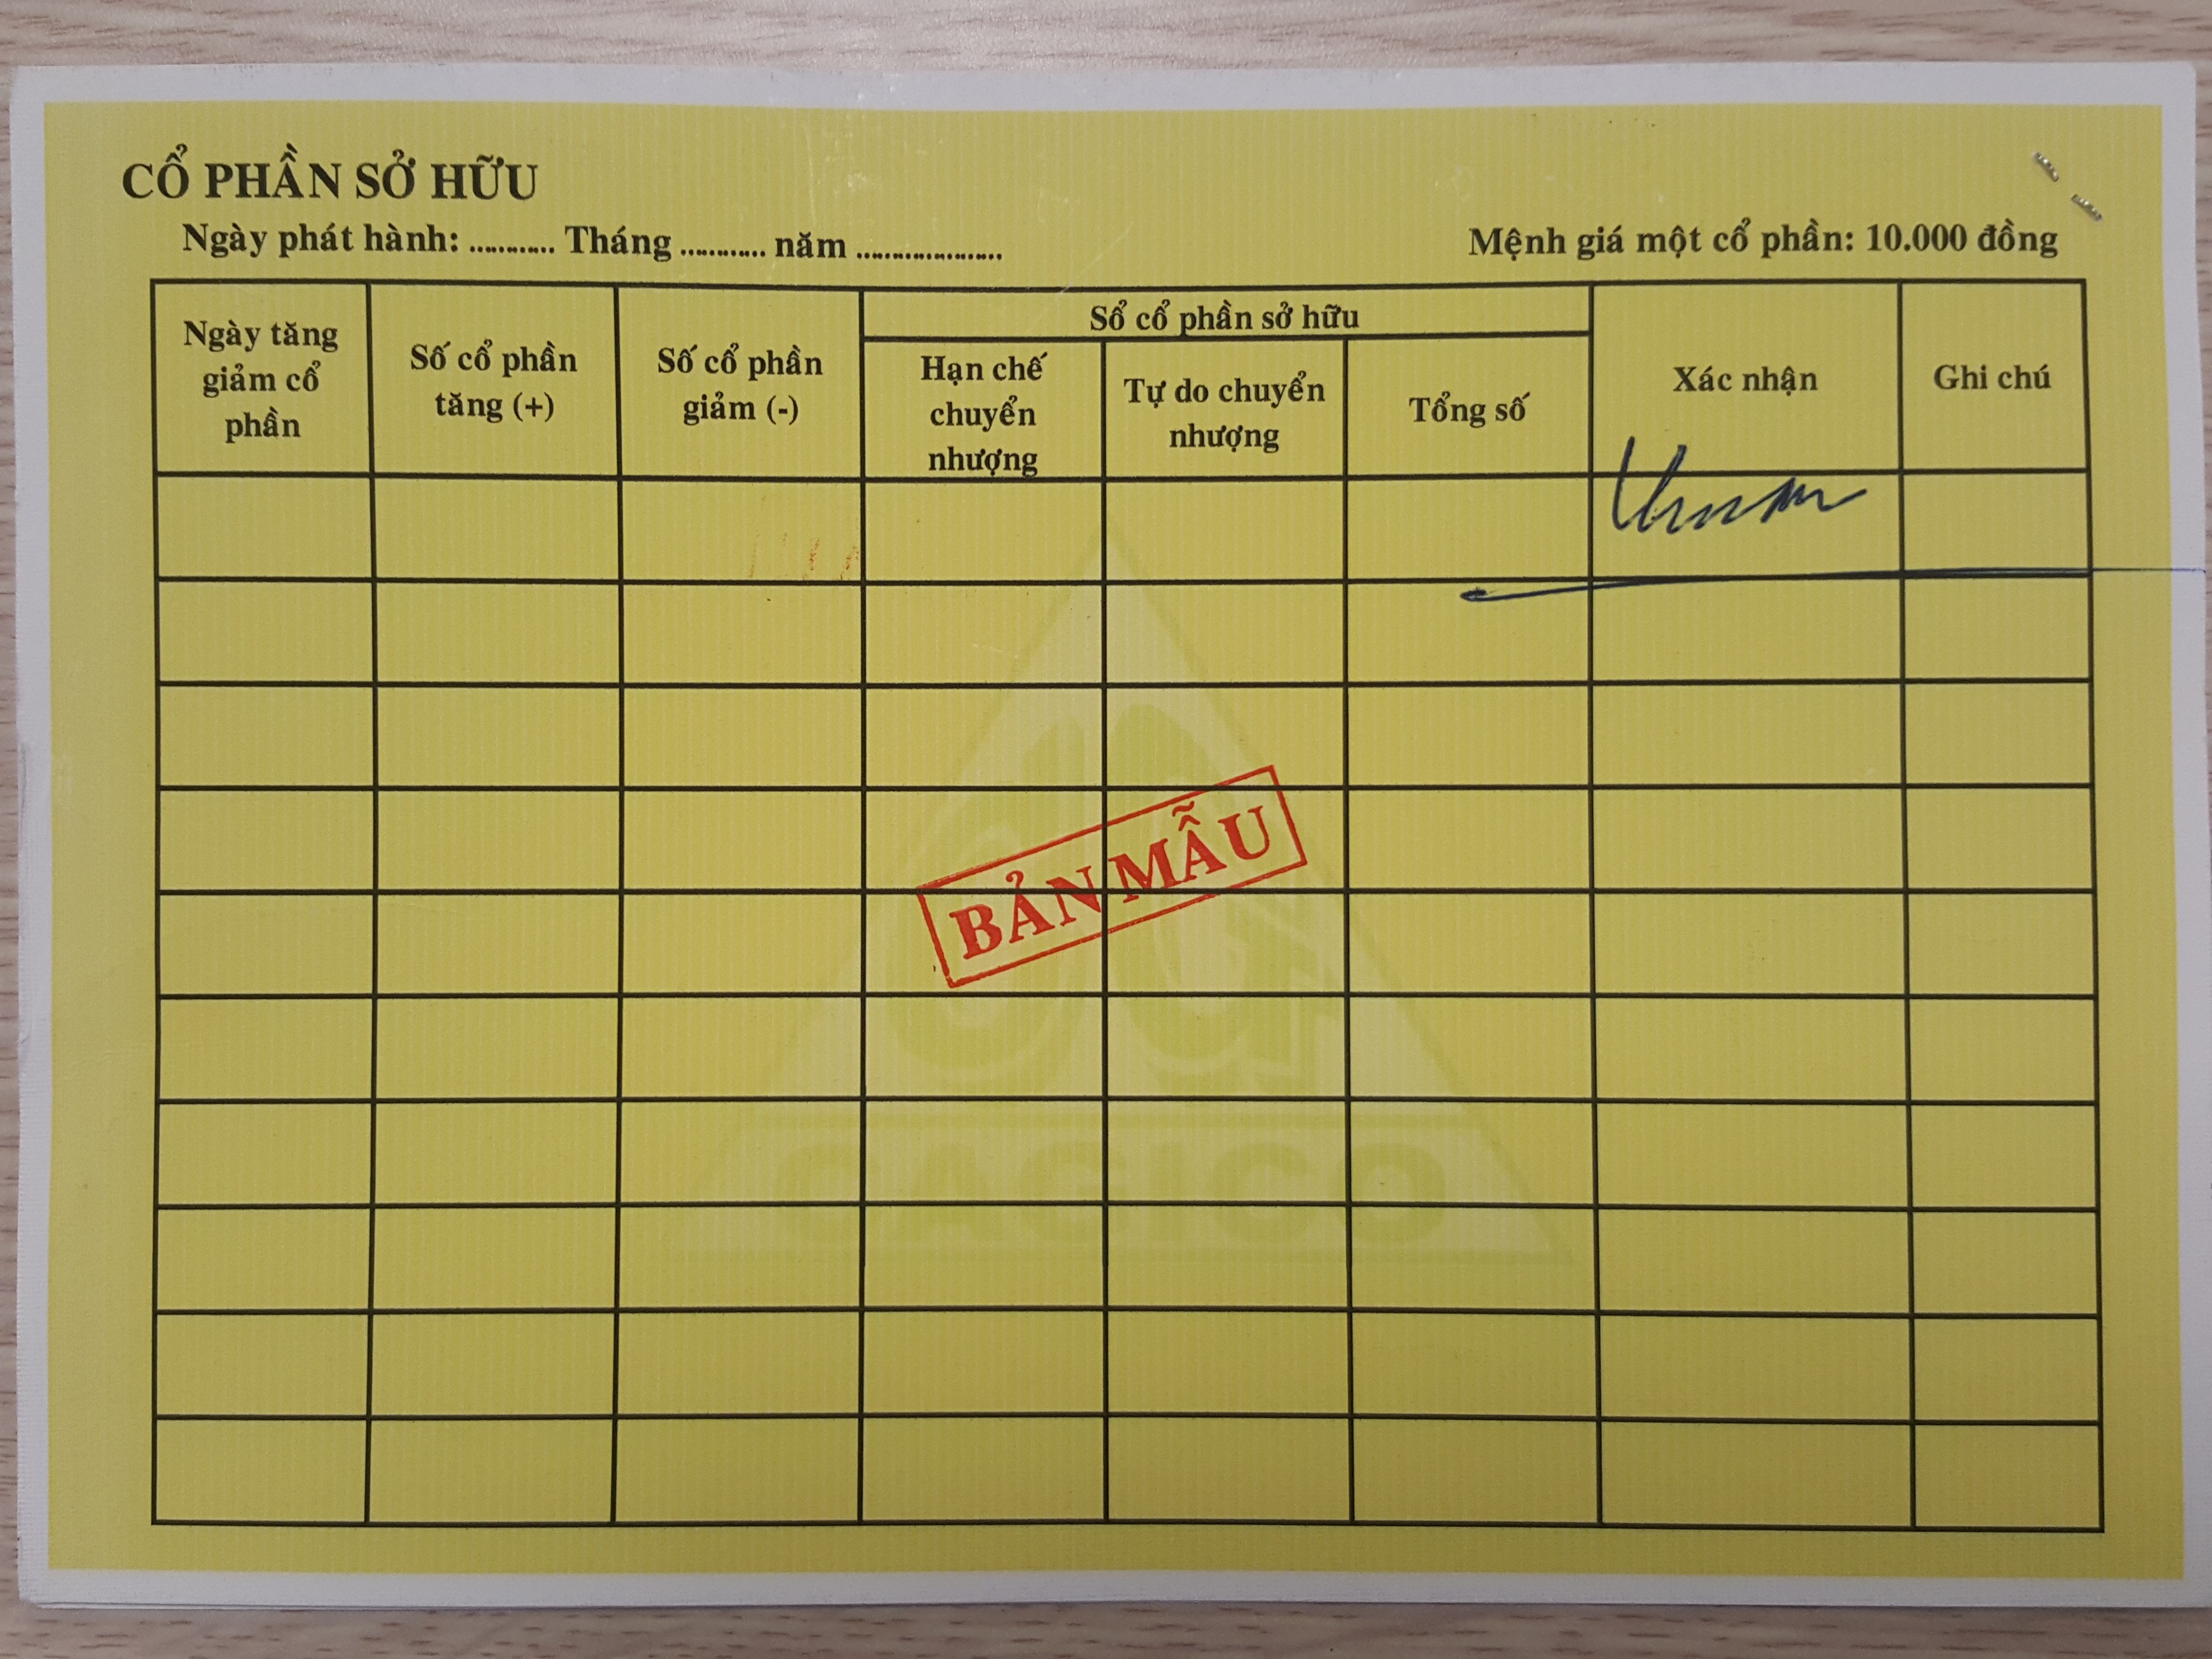 CỔ PHẦN SỞ HỮU
Ngày phát hành: ............ Tháng ............ năm ....................
Mệnh giá một cổ phần: 10.000 đồng
Ngày tăng
giảm cổ
phần
Số cổ phần
tăng (+)
Số cổ phần
giảm (-)
Sổ cổ phần sở hữu
Hạn chế
chuyển
nhượng
Tự do chuyển
nhượng
Tổng số
Xác nhận
Ghi chú
BẢN MẪU
CAGICO